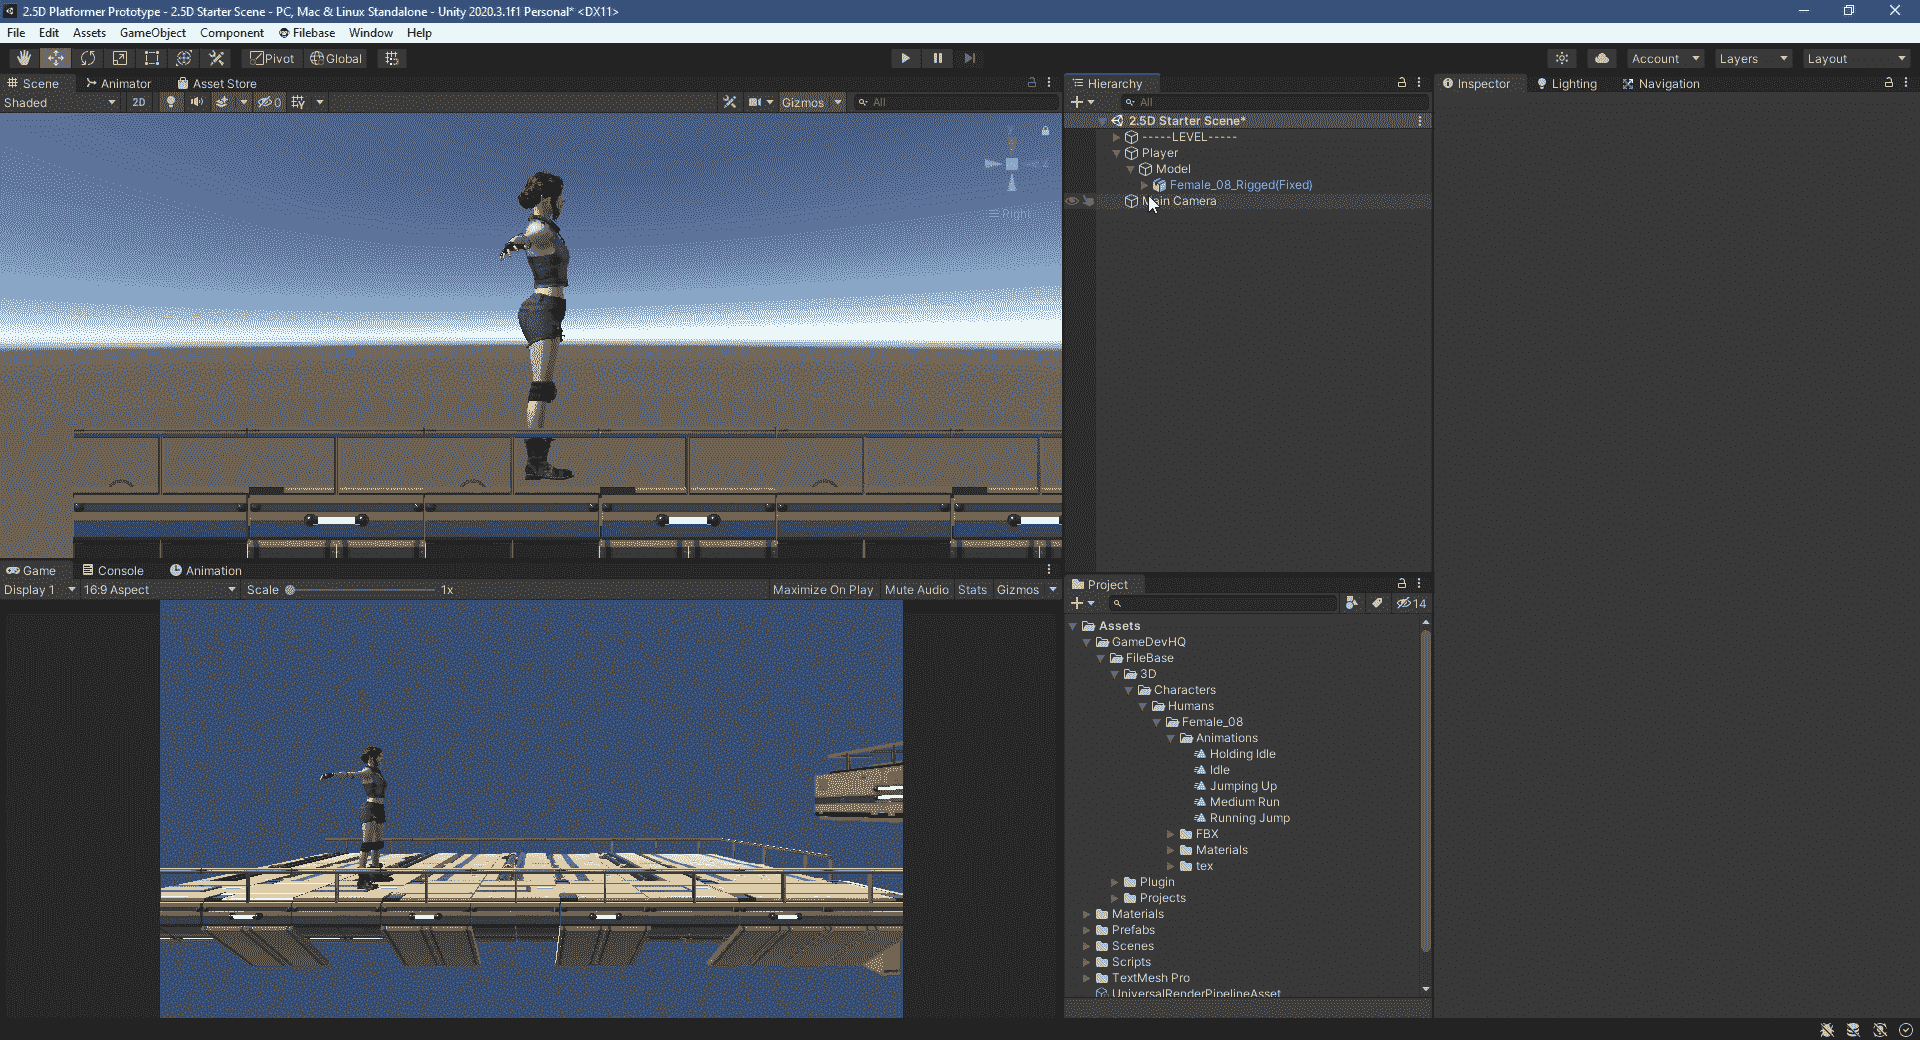 2.5D Platformer Prototype - 2.5D Starter Scene - PC, Mac & Linux Standalone - Unity 2020.3.1f1 Personal* <DX11>
File Edit Assets GameObject Component Filebase Window Help
Pivot Global Account Layers Layout
Scene Animator Asset Store
Shaded 2D 0 Gizmos All
Right
Hierarchy
All
2.5D Starter Scene*
-----LEVEL-----
Player
Model
Female_08_Rigged(Fixed)
Main Camera
Inspector Lighting Navigation
Game Console Animation
Display 1 16:9 Aspect Scale 1x Maximize On Play Mute Audio Stats Gizmos
Project
14
Assets
GameDevHQ
FileBase
3D
Characters
Humans
Female_08
Animations
Holding Idle
Idle
Jumping Up
Medium Run
Running Jump
FBX
Materials
tex
Plugin
Projects
Materials
Prefabs
Scenes
Scripts
TextMesh Pro
UniversalRenderPipelineAsset